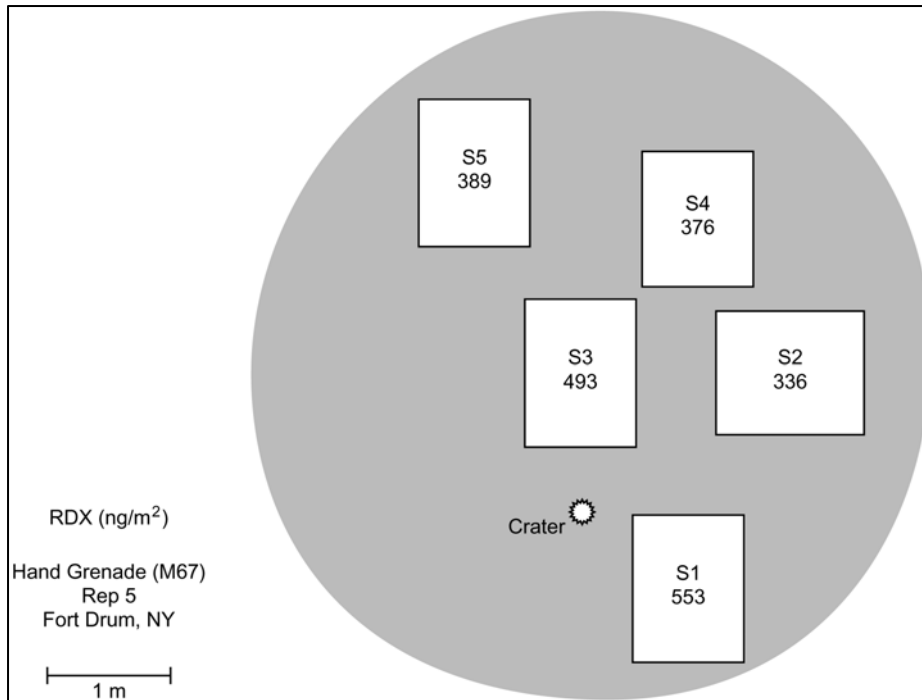 S5
389
S4
376
S3
493
S2
336
RDX (ng/m²)
Crater
Hand Grenade (M67)
Rep 5
Fort Drum, NY
S1
553
1 m